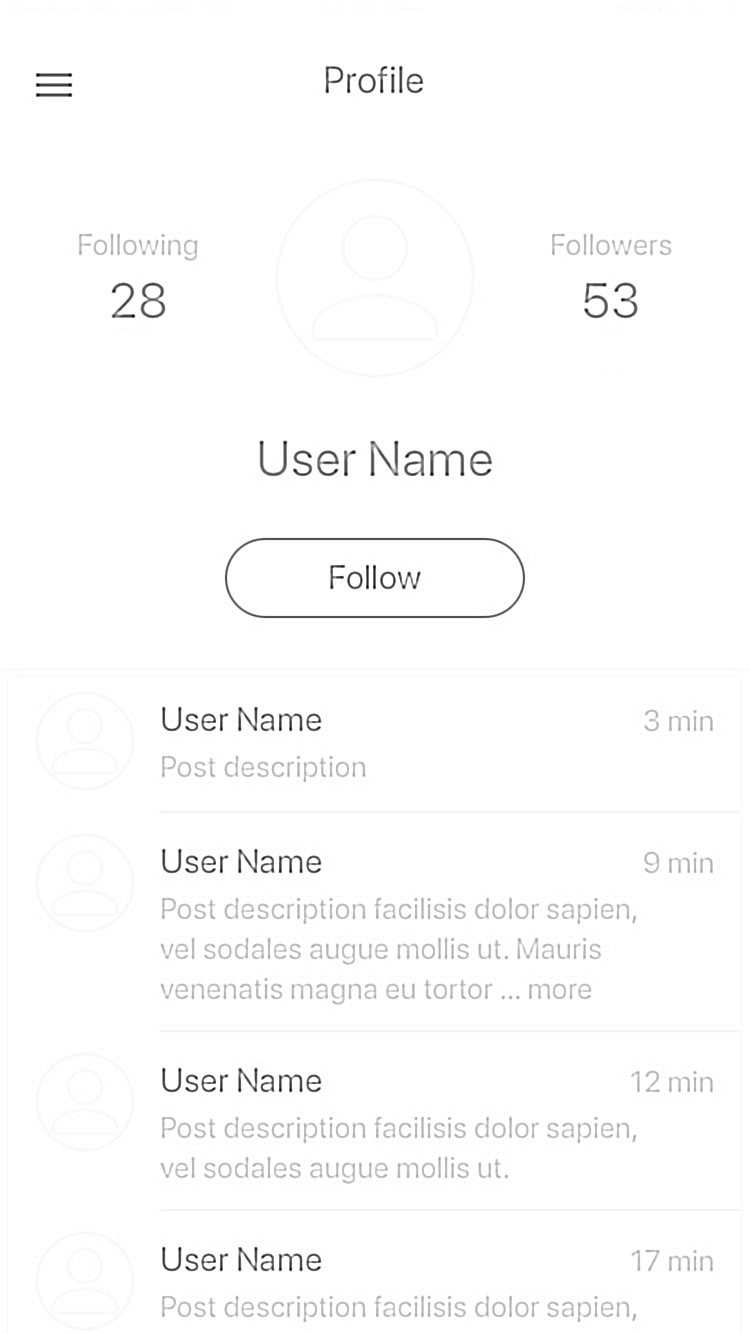 Profile
Following
Followers
28
53
User Name
Follow
User Name
3 min
Post description
User Name
9 min
Post description facilisis dolor sapien,
vel sodales augue mollis ut. Mauris
venenatis magna eu tortor ... more
User Name
12 min
Post description facilisis dolor sapien,
vel sodales augue mollis ut.
User Name
17 min
Post description facilisis dolor sapien,